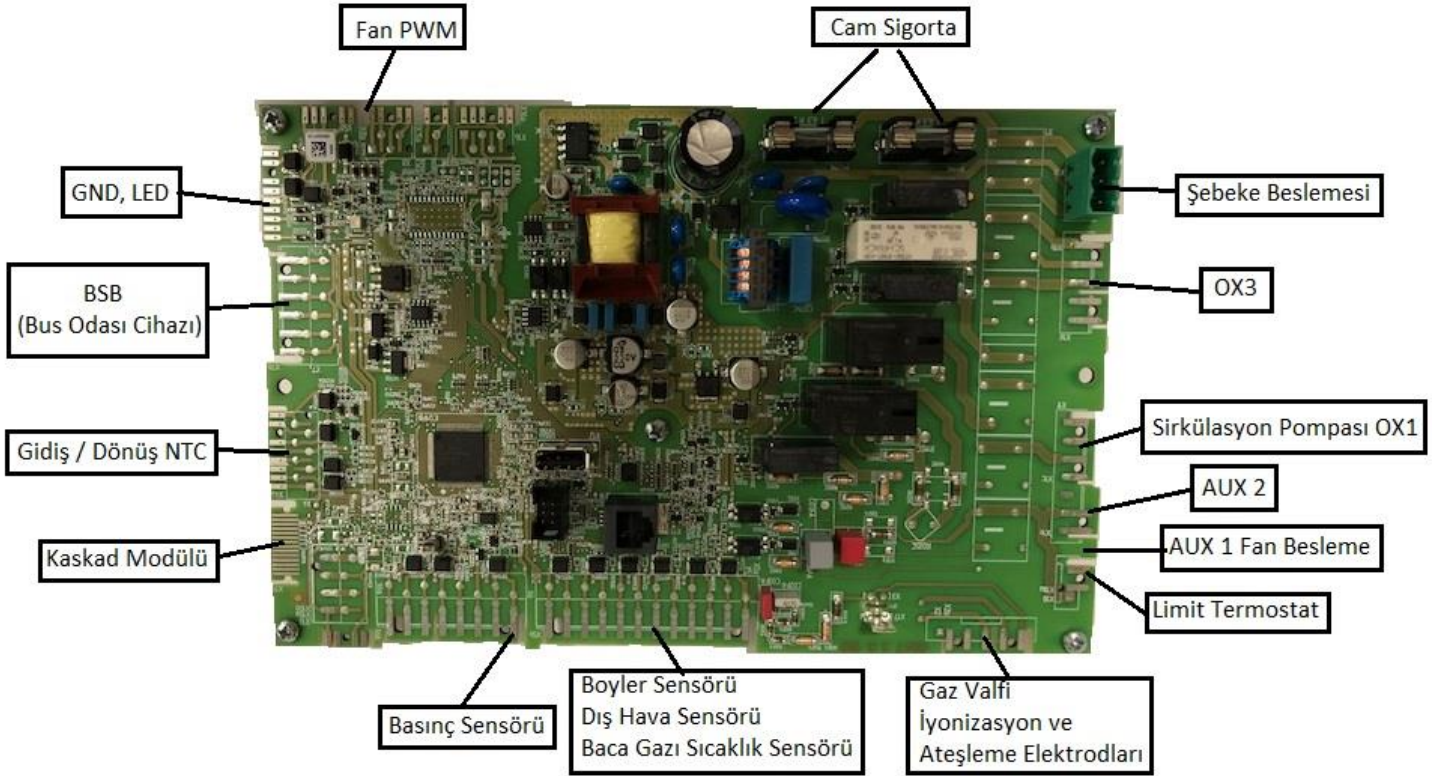 Fan PWM
Cam Sigorta
GND, LED
Şebeke Beslemesi
BSB
(Bus Odası Cihazı)
OX3
Gidiş / Dönüş NTC
Sirkülasyon Pompası OX1
AUX 2
Kaskad Modülü
AUX 1 Fan Besleme
Limit Termostat
Basınç Sensörü
Boyler Sensörü
Dış Hava Sensörü
Baca Gazı Sıcaklık Sensörü
Gaz Valfi
İyonizasyon ve
Ateşleme Elektrodları